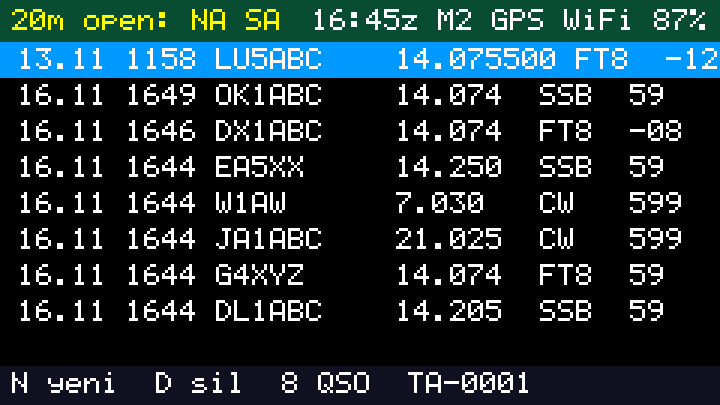 20m open: NA SA 16:45z M2 GPS WiFi 87%
13.11 1158 LU5ABC 14.075500 FT8 -12
16.11 1649 OK1ABC 14.074 SSB 59
16.11 1646 DX1ABC 14.074 FT8 -08
16.11 1644 EA5XX 14.250 SSB 59
16.11 1644 W1AW 7.030 CW 599
16.11 1644 JA1ABC 21.025 CW 599
16.11 1644 G4XYZ 14.074 FT8 59
16.11 1644 DL1ABC 14.205 SSB 59
N yeni D sil 8 QSO TA-0001